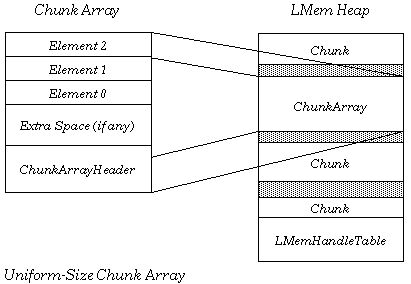 Chunk Array
Element 2
Element 1
Element 0
Extra Space (if any)
ChunkArrayHeader
LMem Heap
Chunk
ChunkArray
Chunk
Chunk
LMemHandleTable
Uniform-Size Chunk Array